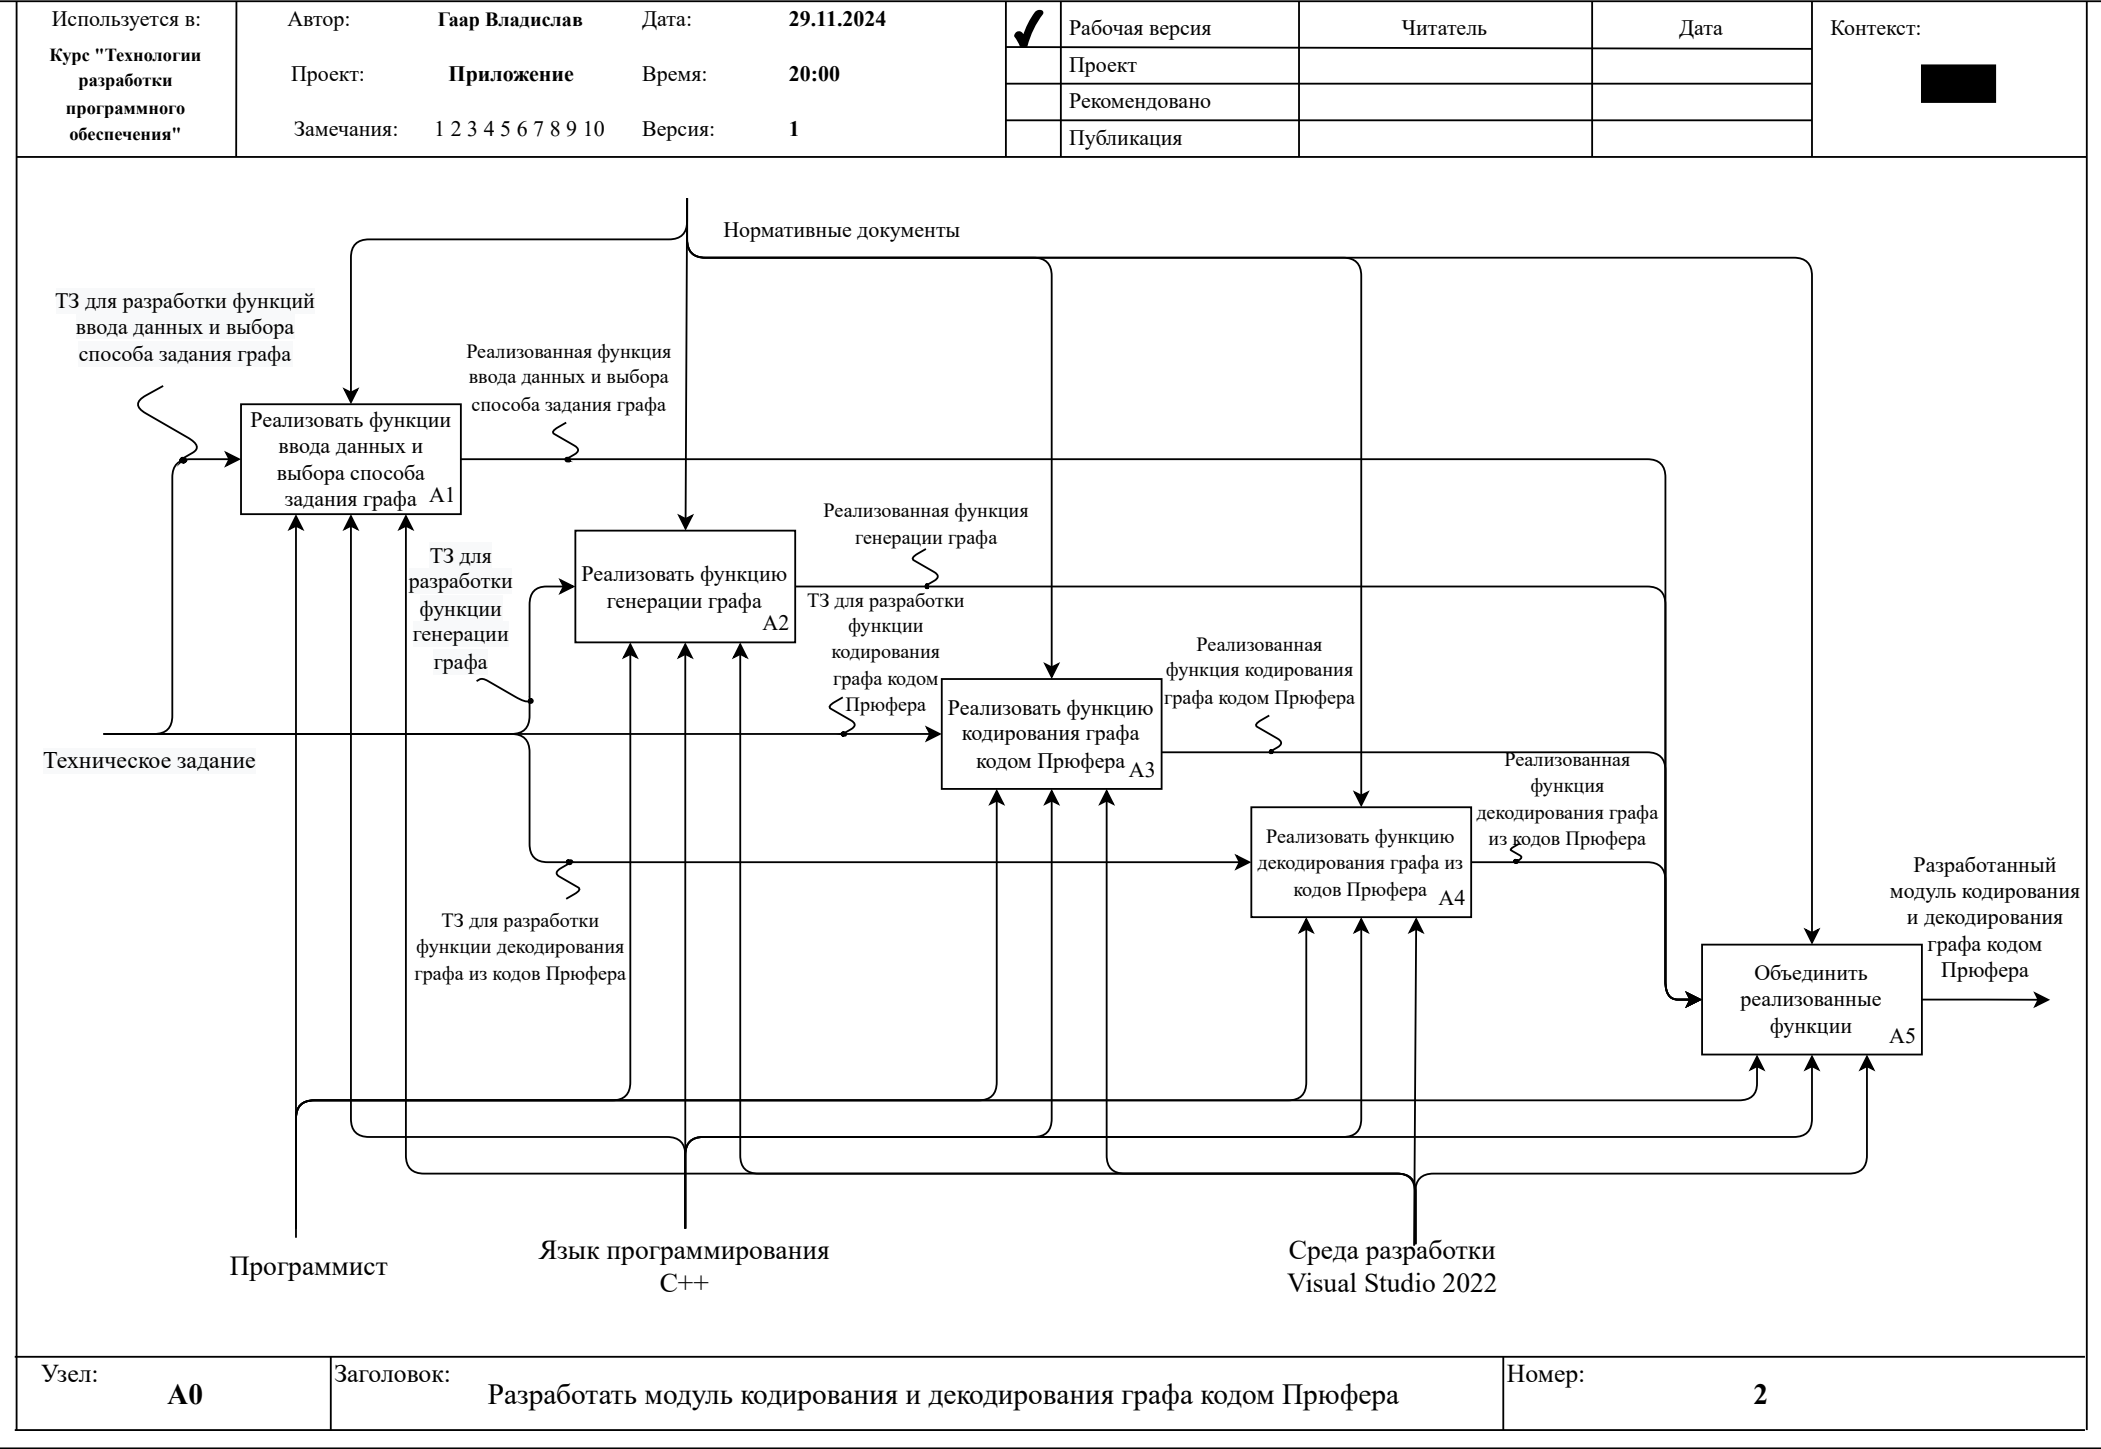 Используется в:
Курс "Технологии
разработки
программного
обеспечения"
Автор:
Гаар Владислав
Дата:
29.11.2024
Проект:
Приложение
Время:
20:00
Замечания:
1 2 3 4 5 6 7 8 9 10
Версия:
1
Рабочая версия
Читатель
Дата
Проект
Рекомендовано
Публикация
Контекст:
Нормативные документы
ТЗ для разработки функций
ввода данных и выбора
способа задания графа
Реализованная функция
ввода данных и выбора
способа задания графа
Реализовать функции
ввода данных и
выбора способа
задания графа
А1
Реализованная функция
генерации графа
ТЗ для
разработки
функции
генерации
графа
Реализовать функцию
генерации графа
А2
ТЗ для разработки
функции
кодирования
графа кодом
Прюфера
Реализованная
функция кодирования
графа кодом Прюфера
Реализовать функцию
кодирования графа
кодом Прюфера
А3
Техническое задание
Реализованная
функция
декодирования графа
из кодов Прюфера
Реализовать функцию
декодирования графа из
кодов Прюфера
А4
ТЗ для разработки
функции декодирования
графа из кодов Прюфера
Разработанный
модуль кодирования
и декодирования
графа кодом
Прюфера
Объединить
реализованные
функции
А5
Программист
Язык программирования
C++
Среда разработки
Visual Studio 2022
Узел:
А0
Заголовок:
Разработать модуль кодирования и декодирования графа кодом Прюфера
Номер:
2